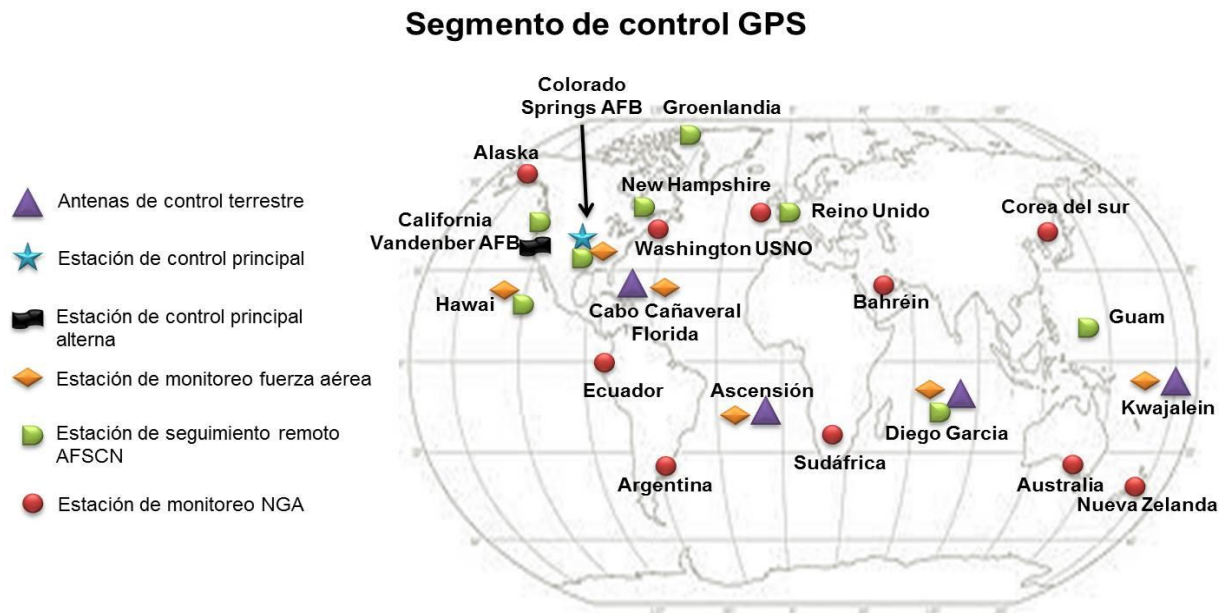 Segmento de control GPS
Colorado
Springs AFB
Groenlandia
Alaska
New Hampshire
Antenas de control terrestre
California
Vandenber AFB
Reino Unido
Corea del sur
Washington USNO
Estación de control principal
Hawai
Cabo Cañaveral
Florida
Bahréin
Guam
Estación de control principal
alterna
Estación de monitoreo fuerza aérea
Ecuador
Ascensión
Kwajalein
Estación de seguimiento remoto
AFSCN
Diego Garcia
Sudáfrica
Argentina
Australia
Nueva Zelanda
Estación de monitoreo NGA